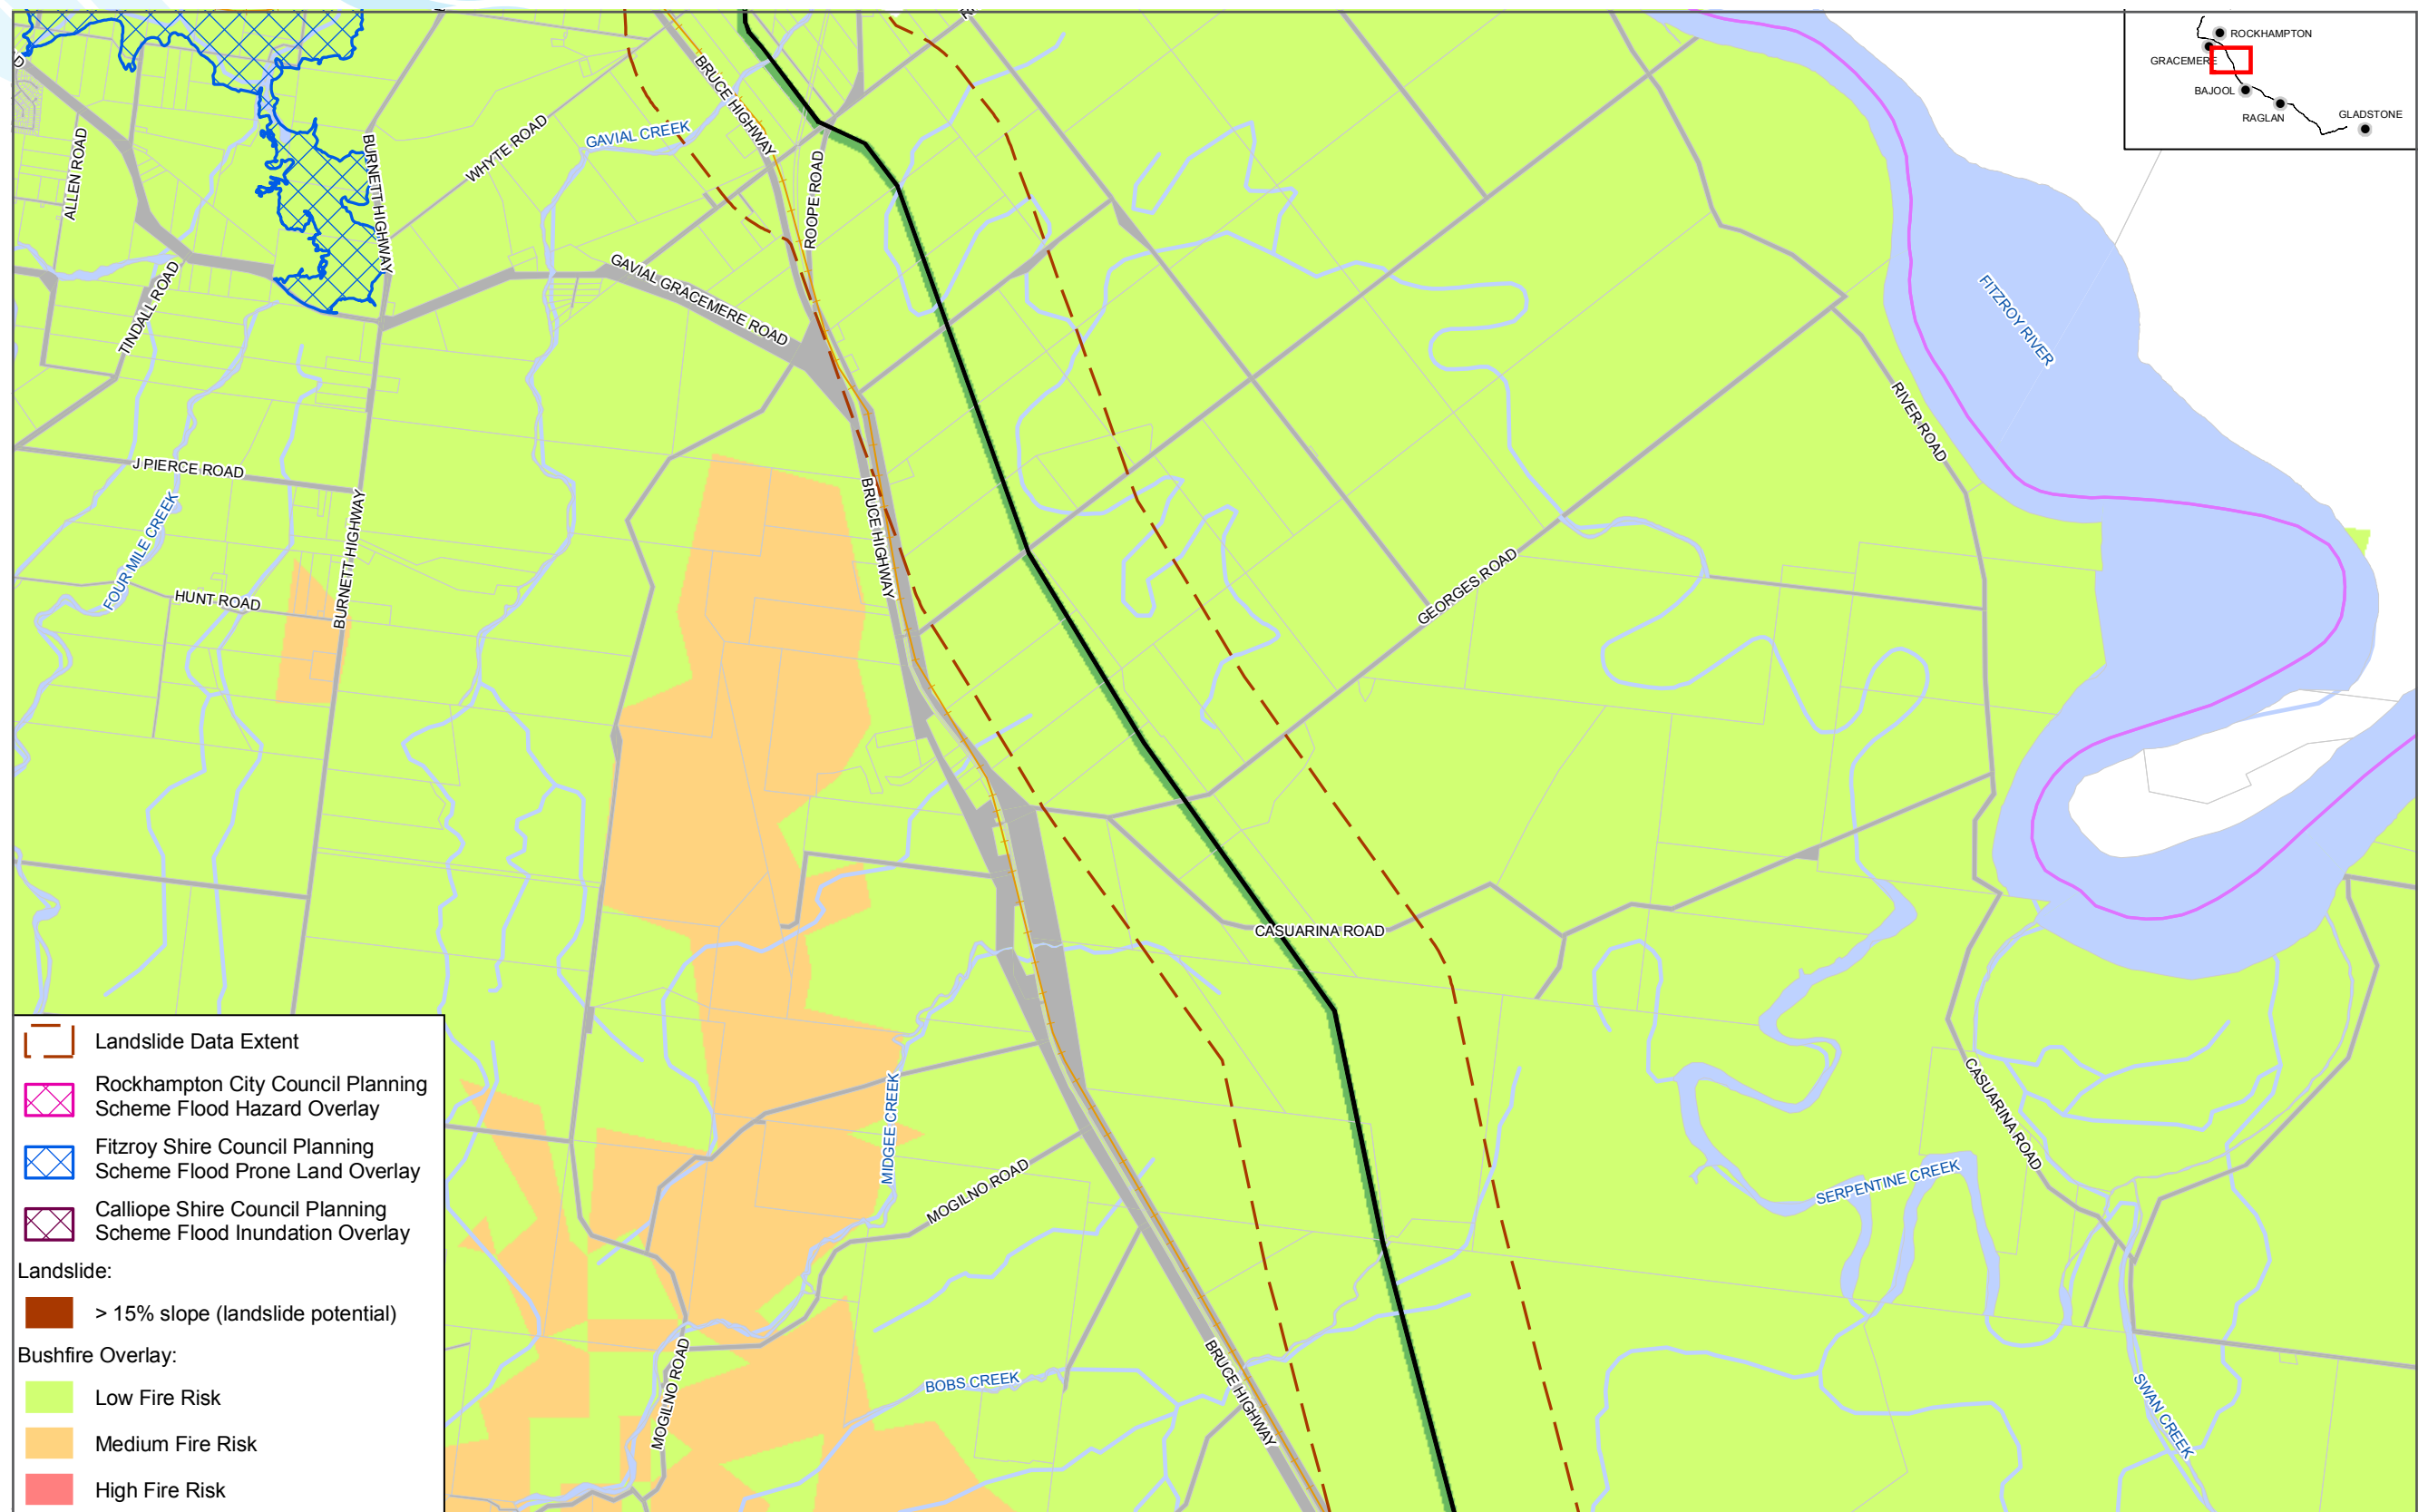 ROCKHAMPTON
GRACEMERE
BAJOOL
RAGLAN
GLADSTONE
D
BRUCE HIGHWAY
ALLEN ROAD
BURNETT HIGHWAY
WHYTE ROAD
GAVIAL CREEK
ROOPE ROAD
GAVIAL GRACEMERE ROAD
TINDALL ROAD
FITZROY RIVER
RIVER ROAD
J PIERCE ROAD
FOUR MILE CREEK
BURNETT HIGHWAY
BRUCE HIGHWAY
HUNT ROAD
GEORGES ROAD
CASUARINA ROAD
MIDGEE CREEK
MOGILNO ROAD
CASUARINA ROAD
SERPENTINE CREEK
MOGILNO ROAD
BOBS CREEK
BRUCE HIGHWAY
SWAN CREEK
Landslide Data Extent
Rockhampton City Council Planning
Scheme Flood Hazard Overlay
Fitzroy Shire Council Planning
Scheme Flood Prone Land Overlay
Calliope Shire Council Planning
Scheme Flood Inundation Overlay
Landslide:
> 15% slope (landslide potential)
Bushfire Overlay:
Low Fire Risk
Medium Fire Risk
High Fire Risk